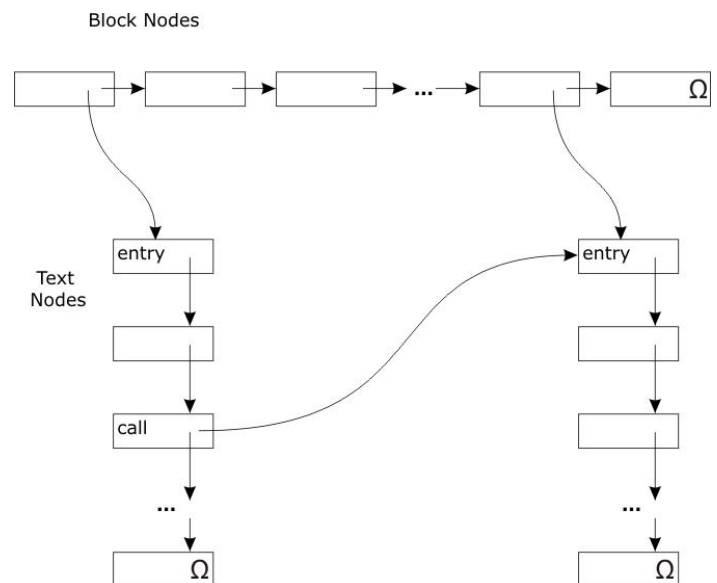 Block Nodes
... Ω
entry entry
Text
Nodes
call
... ...
Ω Ω